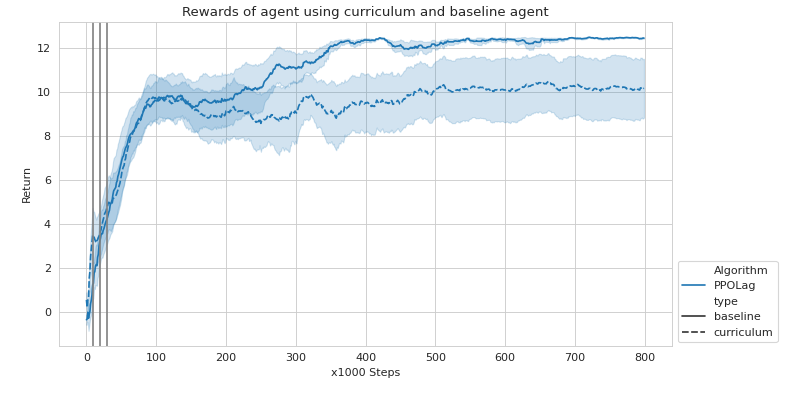 Rewards of agent using curriculum and baseline agent
Return
12
10
8
6
4
2
0
0 100 200 300 400 500 600 700 800
x1000 Steps
Algorithm
PPOLag
type
baseline
curriculum